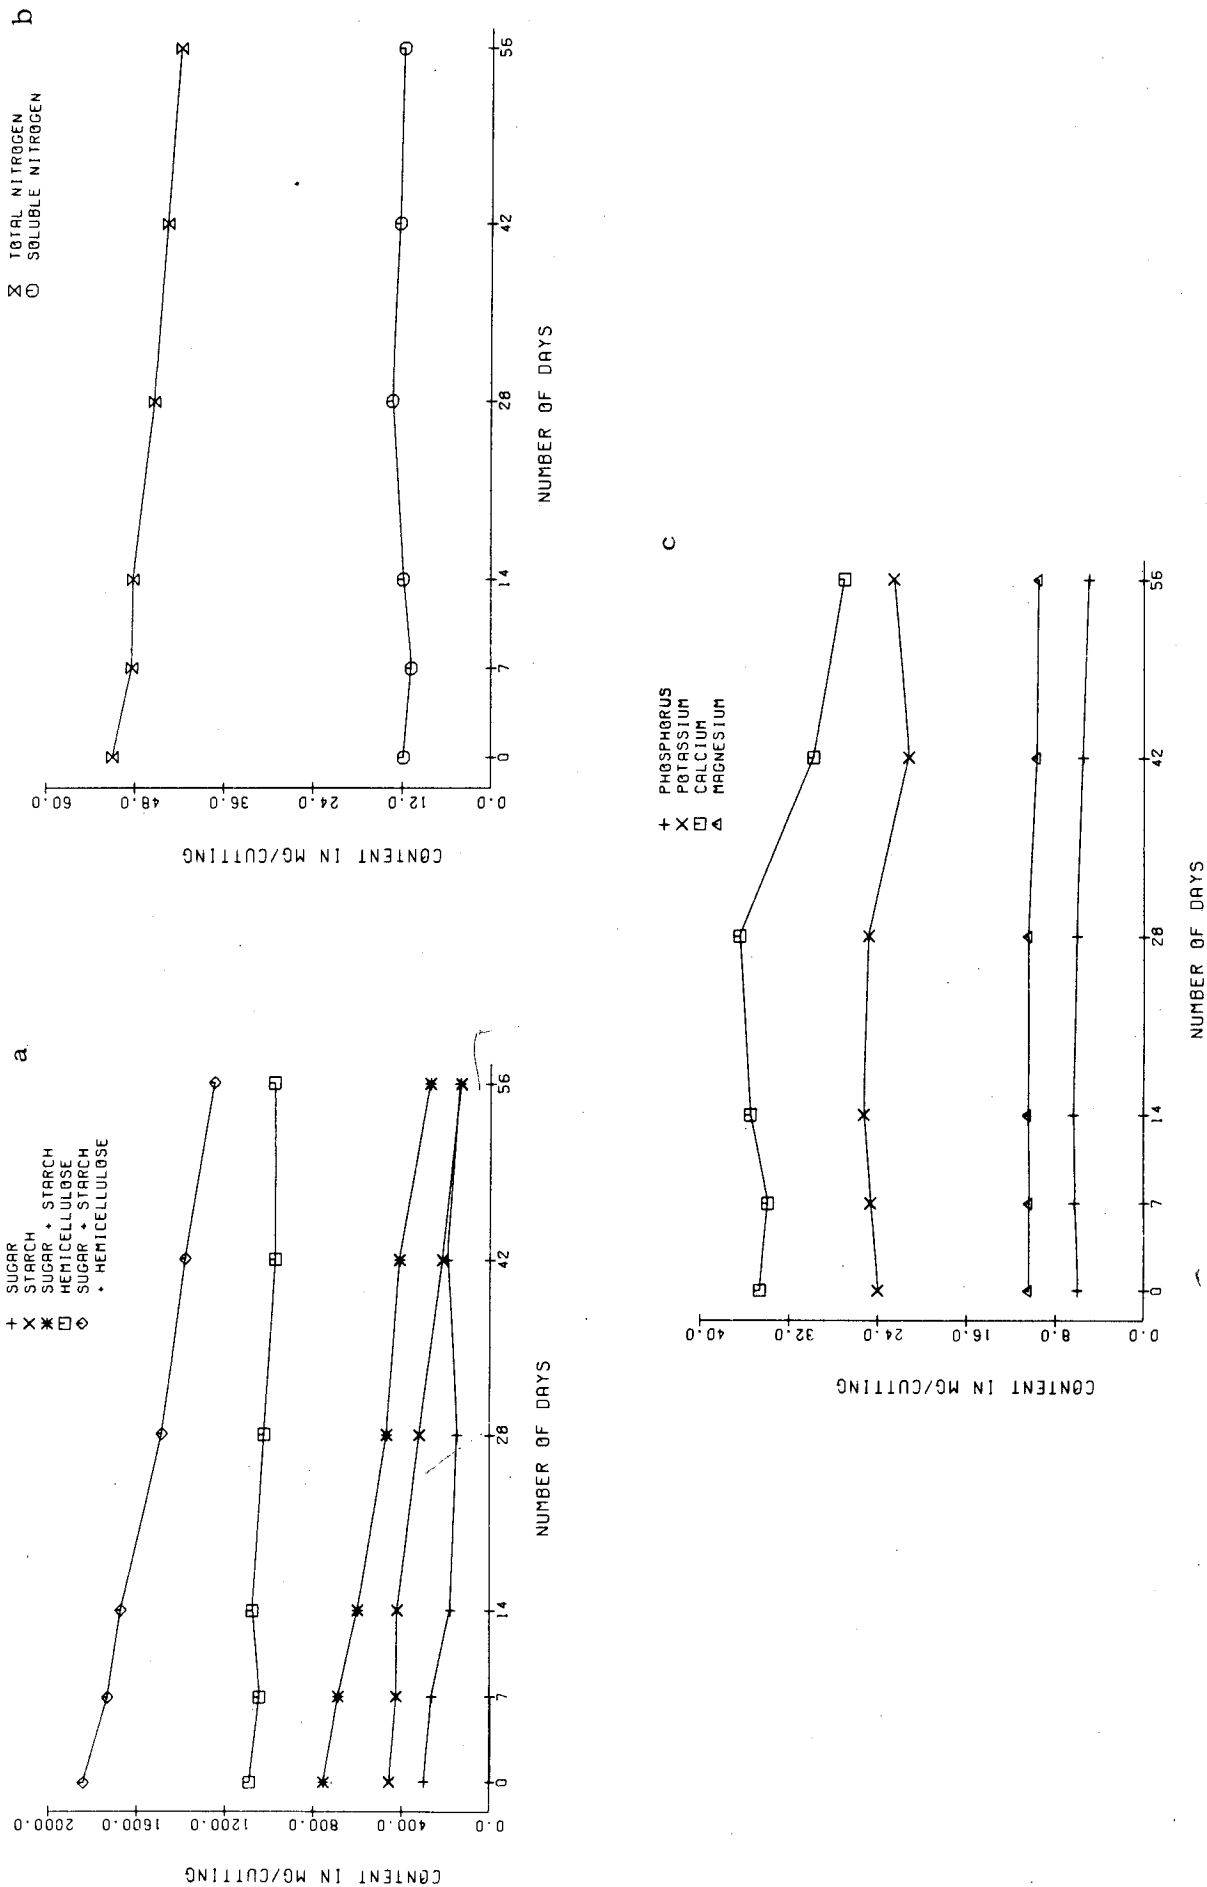 a
+ SUGAR
× STARCH
* SUGAR + STARCH
HEMICELLULOSE
SUGAR + STARCH
+ HEMICELLULOSE
CONTENT IN MG/CUTTING
2000.0
1600.0
1200.0
800.0
400.0
0.0
0 7 14 28 42 56
NUMBER OF DAYS
b
TOTAL NITROGEN
SOLUBLE NITROGEN
CONTENT IN MG/CUTTING
60.0
48.0
36.0
24.0
12.0
0.0
0 7 14 28 42 56
NUMBER OF DAYS
c
+ PHOSPHORUS
× POTASSIUM
CALCIUM
MAGNESIUM
CONTENT IN MG/CUTTING
40.0
32.0
24.0
16.0
8.0
0.0
0 7 14 28 42 56
NUMBER OF DAYS